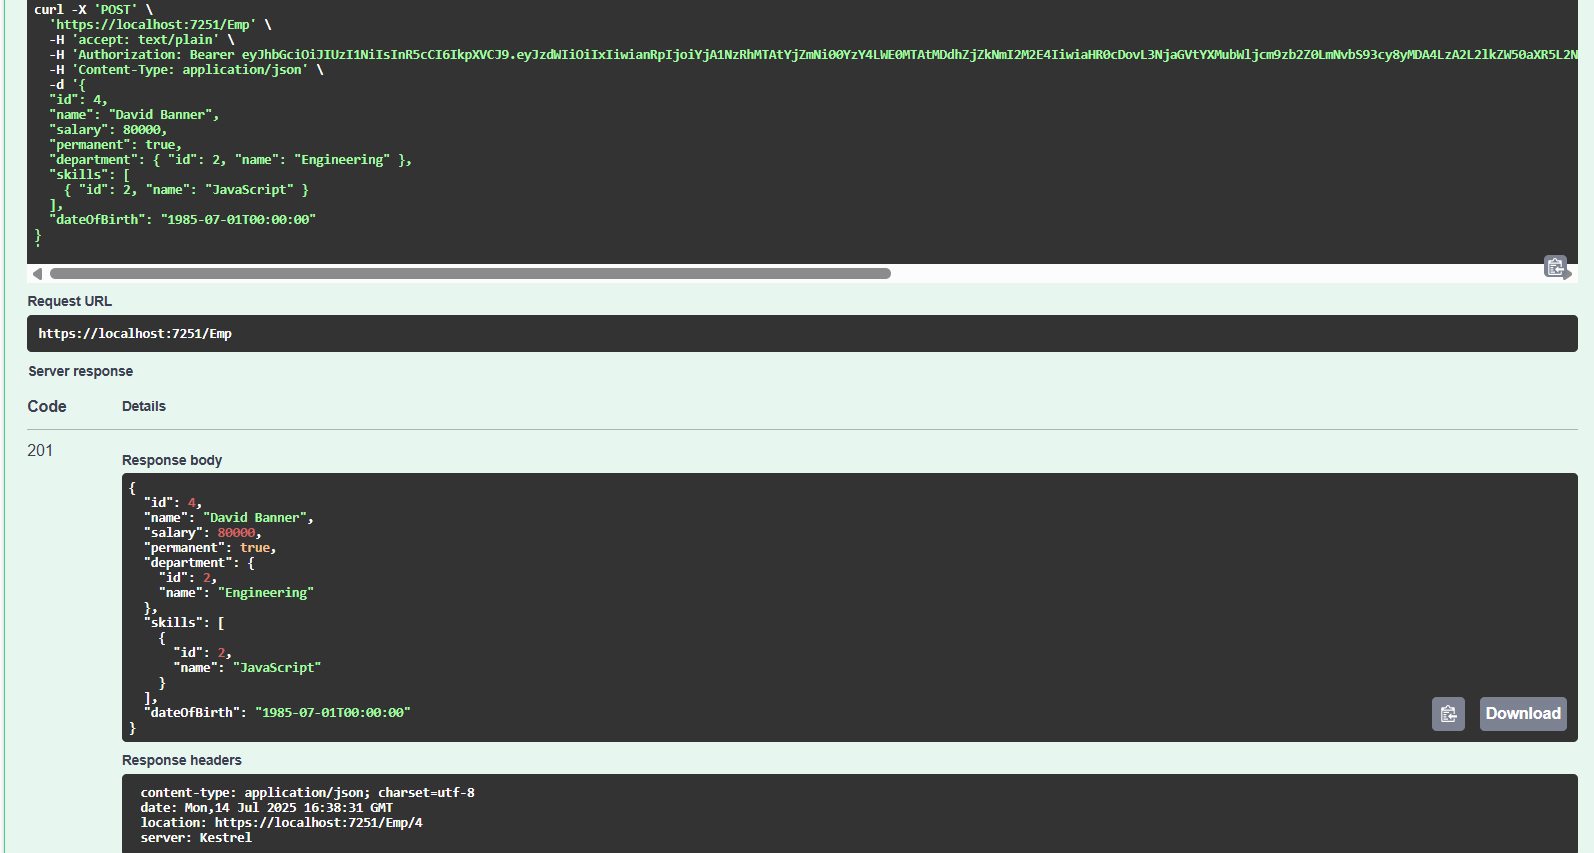 curl -X 'POST' \
  'https://localhost:7251/Emp' \
  -H 'accept: text/plain' \
  -H 'Authorization: Bearer
  -H 'Content-Type: application/json' \
  -d '{
  "id": 4,
  "name": "David Banner",
  "salary": 80000,
  "permanent": true,
  "department": { "id": 2, "name": "Engineering" },
  "skills": [
    { "id": 2, "name": "JavaScript" }
  ],
  "dateOfBirth": "1985-07-01T00:00:00"
}
'
Request URL
https://localhost:7251/Emp
Server response
Code Details
201
Response body
{
  "id": 4,
  "name": "David Banner",
  "salary": 80000,
  "permanent": true,
  "department": {
    "id": 2,
    "name": "Engineering"
  },
  "skills": [
    {
      "id": 2,
      "name": "JavaScript"
    }
  ],
  "dateOfBirth": "1985-07-01T00:00:00"
}
Download
Response headers
content-type: application/json; charset=utf-8
date: Mon,14 Jul 2025 16:38:31 GMT
location: https://localhost:7251/Emp/4
server: Kestrel